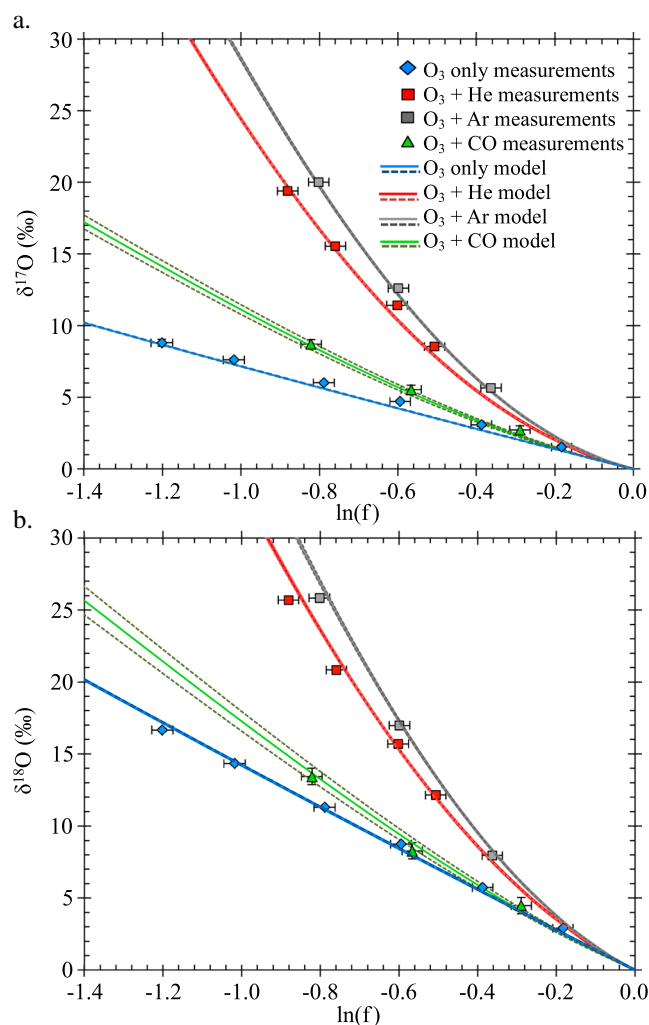 a.
30
25
20
15
10
5
0
δ¹⁷O (‰)
O₃ only measurements
O₃ + He measurements
O₃ + Ar measurements
O₃ + CO measurements
O₃ only model
O₃ + He model
O₃ + Ar model
O₃ + CO model
-1.4 -1.2 -1.0 -0.8 -0.6 -0.4 -0.2 0.0
ln(f)
b.
30
25
20
15
10
5
0
δ¹⁸O (‰)
-1.4 -1.2 -1.0 -0.8 -0.6 -0.4 -0.2 0.0
ln(f)